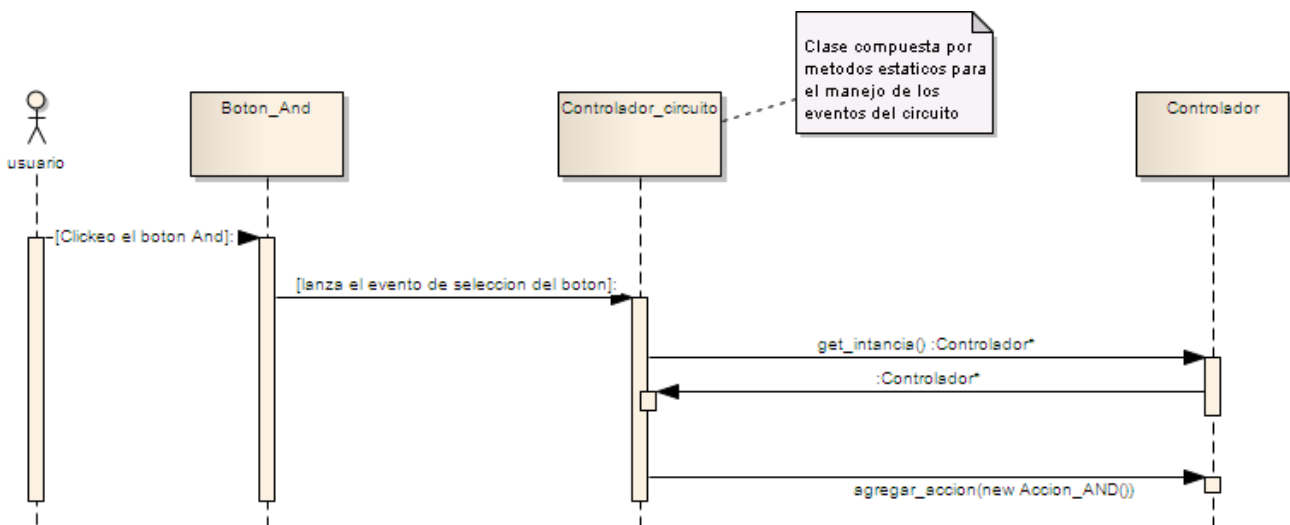 Clase compuesta por
metodos estaticos para
el manejo de los
eventos del circuito
Boton_And
Controlador_circuito
Controlador
usuario
[Clickeo el boton And]:
[lanza el evento de seleccion del boton]:
get_intancia() :Controlador*
:Controlador*
agregar_accion(new Accion_AND())